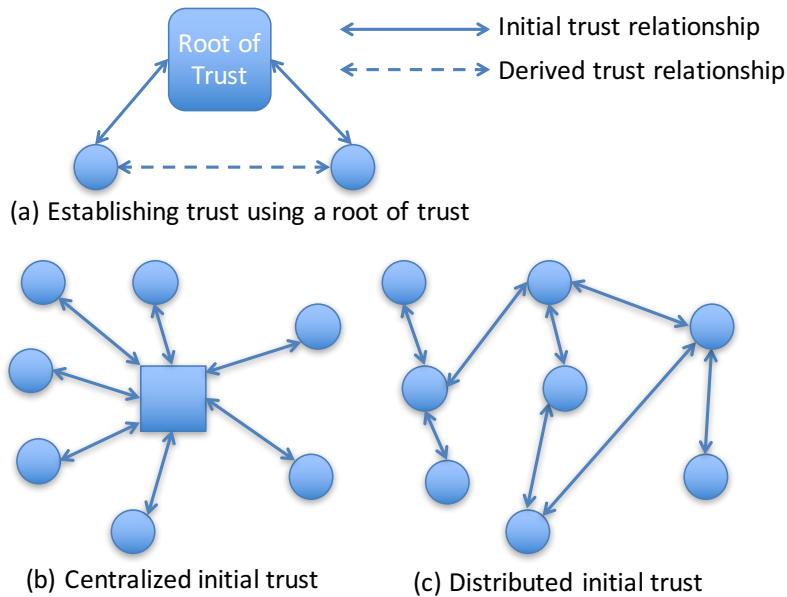 Root of
Trust
Initial trust relationship
Derived trust relationship
(a) Establishing trust using a root of trust
(b) Centralized initial trust
(c) Distributed initial trust